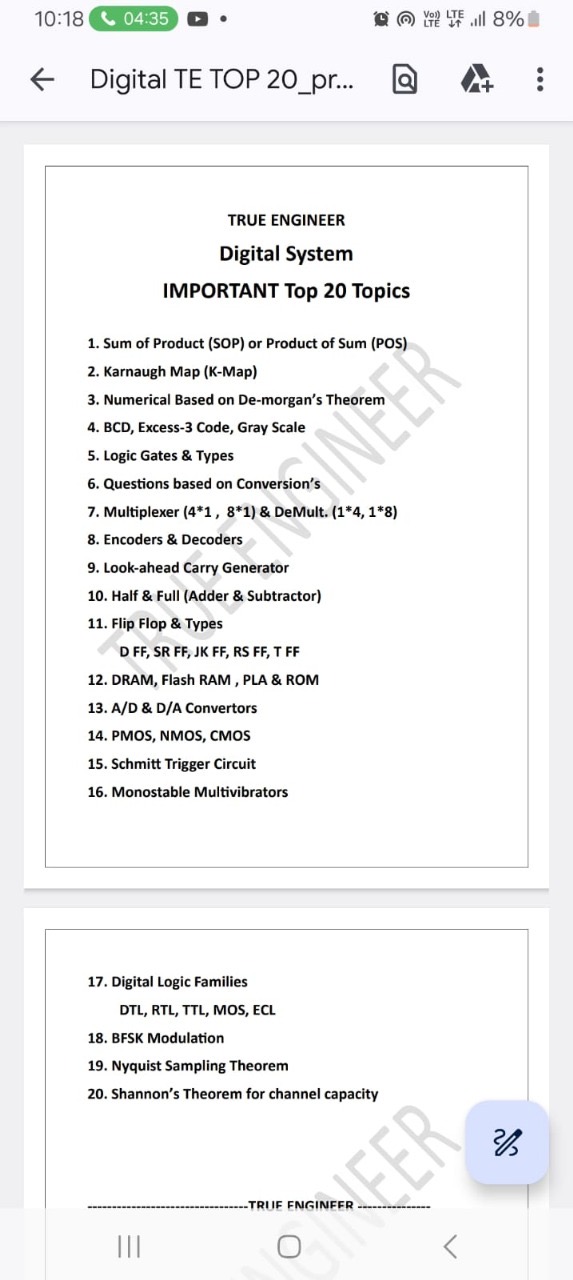 10:18 04:35 Vo)) LTE LTE 8%
Digital TE TOP 20_pr...
TRUE ENGINEER
Digital System
IMPORTANT Top 20 Topics
1. Sum of Product (SOP) or Product of Sum (POS)
2. Karnaugh Map (K-Map)
3. Numerical Based on De-morgan's Theorem
4. BCD, Excess-3 Code, Gray Scale
5. Logic Gates & Types
6. Questions based on Conversion's
7. Multiplexer (4*1 , 8*1) & DeMult. (1*4, 1*8)
8. Encoders & Decoders
9. Look-ahead Carry Generator
10. Half & Full (Adder & Subtractor)
11. Flip Flop & Types
D FF, SR FF, JK FF, RS FF, T FF
12. DRAM, Flash RAM , PLA & ROM
13. A/D & D/A Convertors
14. PMOS, NMOS, CMOS
15. Schmitt Trigger Circuit
16. Monostable Multivibrators
TRUE ENGINEER
17. Digital Logic Families
DTL, RTL, TTL, MOS, ECL
18. BFSK Modulation
19. Nyquist Sampling Theorem
20. Shannon's Theorem for channel capacity
--------------------------------TRUE ENGINEER ---------------